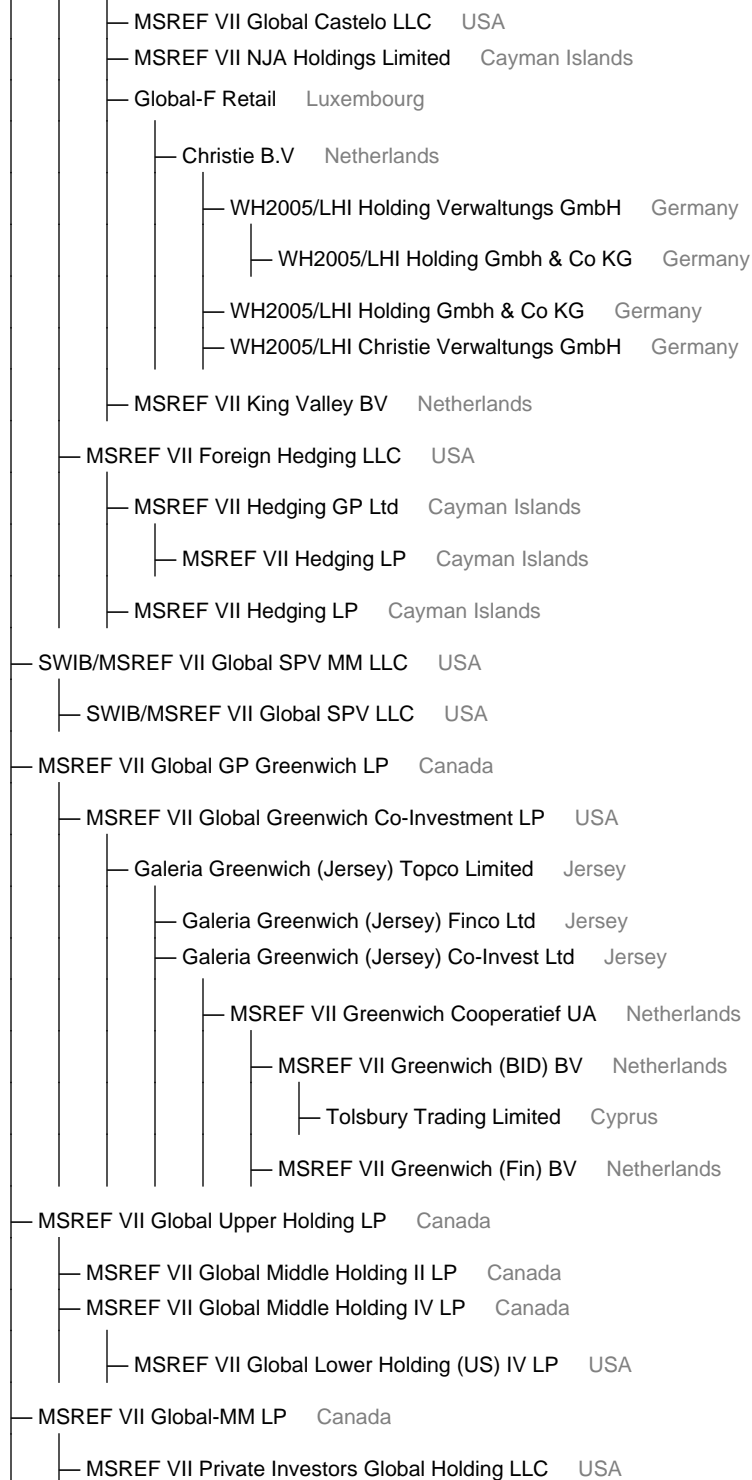 MSREF VII Global Castelo LLC USA
MSREF VII NJA Holdings Limited Cayman Islands
Global-F Retail Luxembourg
Christie B.V Netherlands
WH2005/LHI Holding Verwaltungs GmbH Germany
WH2005/LHI Holding Gmbh & Co KG Germany
WH2005/LHI Holding Gmbh & Co KG Germany
WH2005/LHI Christie Verwaltungs GmbH Germany
MSREF VII King Valley BV Netherlands
MSREF VII Foreign Hedging LLC USA
MSREF VII Hedging GP Ltd Cayman Islands
MSREF VII Hedging LP Cayman Islands
MSREF VII Hedging LP Cayman Islands
SWIB/MSREF VII Global SPV MM LLC USA
SWIB/MSREF VII Global SPV LLC USA
MSREF VII Global GP Greenwich LP Canada
MSREF VII Global Greenwich Co-Investment LP USA
Galeria Greenwich (Jersey) Topco Limited Jersey
Galeria Greenwich (Jersey) Finco Ltd Jersey
Galeria Greenwich (Jersey) Co-Invest Ltd Jersey
MSREF VII Greenwich Cooperatief UA Netherlands
MSREF VII Greenwich (BID) BV Netherlands
Tolsbury Trading Limited Cyprus
MSREF VII Greenwich (Fin) BV Netherlands
MSREF VII Global Upper Holding LP Canada
MSREF VII Global Middle Holding II LP Canada
MSREF VII Global Middle Holding IV LP Canada
MSREF VII Global Lower Holding (US) IV LP USA
MSREF VII Global-MM LP Canada
MSREF VII Private Investors Global Holding LLC USA